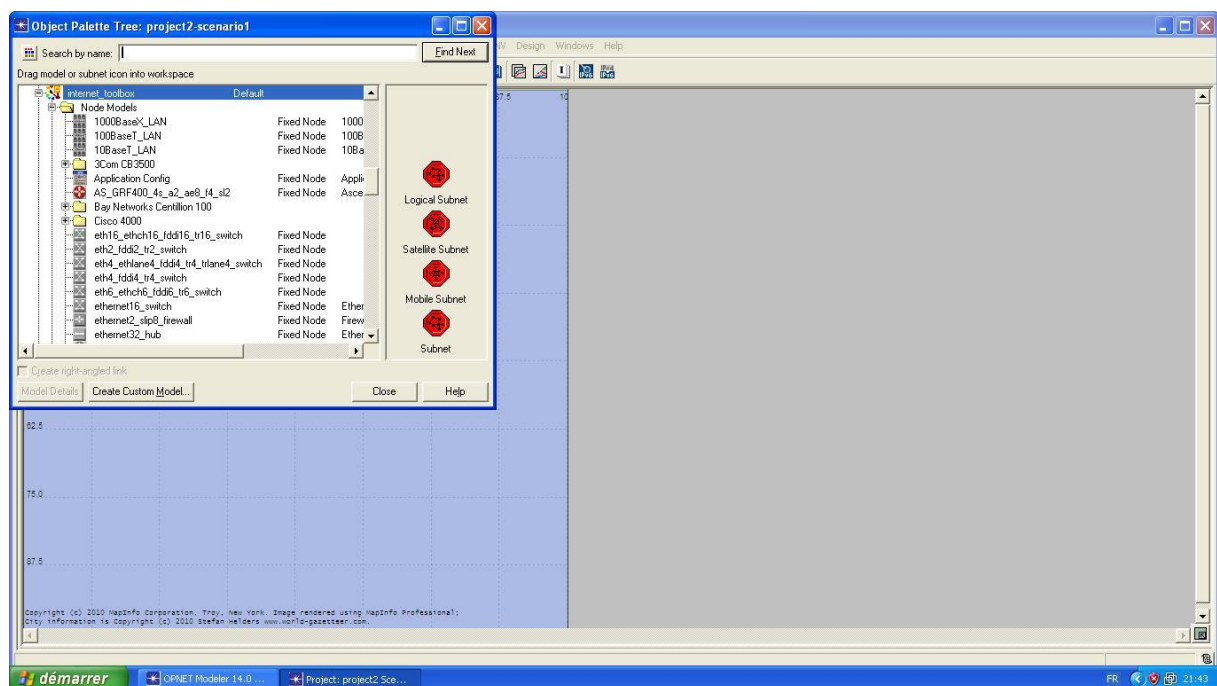 Object Palette Tree: project2-scenario1
Search by name:
Find Next
Drag model or subnet icon into workspace
internet_toolbox Default
Node Models
1000BaseX_LAN Fixed Node 1000
100BaseT_LAN Fixed Node 100B
10BaseT_LAN Fixed Node 10Ba
3Com CB3500
Application Config Fixed Node Applic
AS_GRF400_4s_a2_ae8_f4_sl2 Fixed Node Asce
Bay Networks Centillion 100
Cisco 4000
eth16_ethch16_fddi16_tr16_switch Fixed Node
eth2_fddi2_tr2_switch Fixed Node
eth4_ethlane4_fddi4_tr4_trlane4_switch Fixed Node
eth4_fddi4_tr4_switch Fixed Node
eth6_ethch6_fddi6_tr6_switch Fixed Node
ethernet16_switch Fixed Node Ether
ethernet2_slip8_firewall Fixed Node Firew
ethernet32_hub Fixed Node Ether
Logical Subnet
Satellite Subnet
Mobile Subnet
Subnet
Create right-angled link
Model Details
Create Custom Model...
Close
Help
Design Windows Help
87.5 10
62.5
75.0
87.5
Copyright (c) 2010 MapInfo Corporation, Troy, New York. Image rendered using MapInfo Professional;
City information is Copyright (c) 2010 Stefan Helders www.world-gazetteer.com.
démarrer
OPNET Modeler 14.0 ...
Project: project2 Sce...
FR
21:43